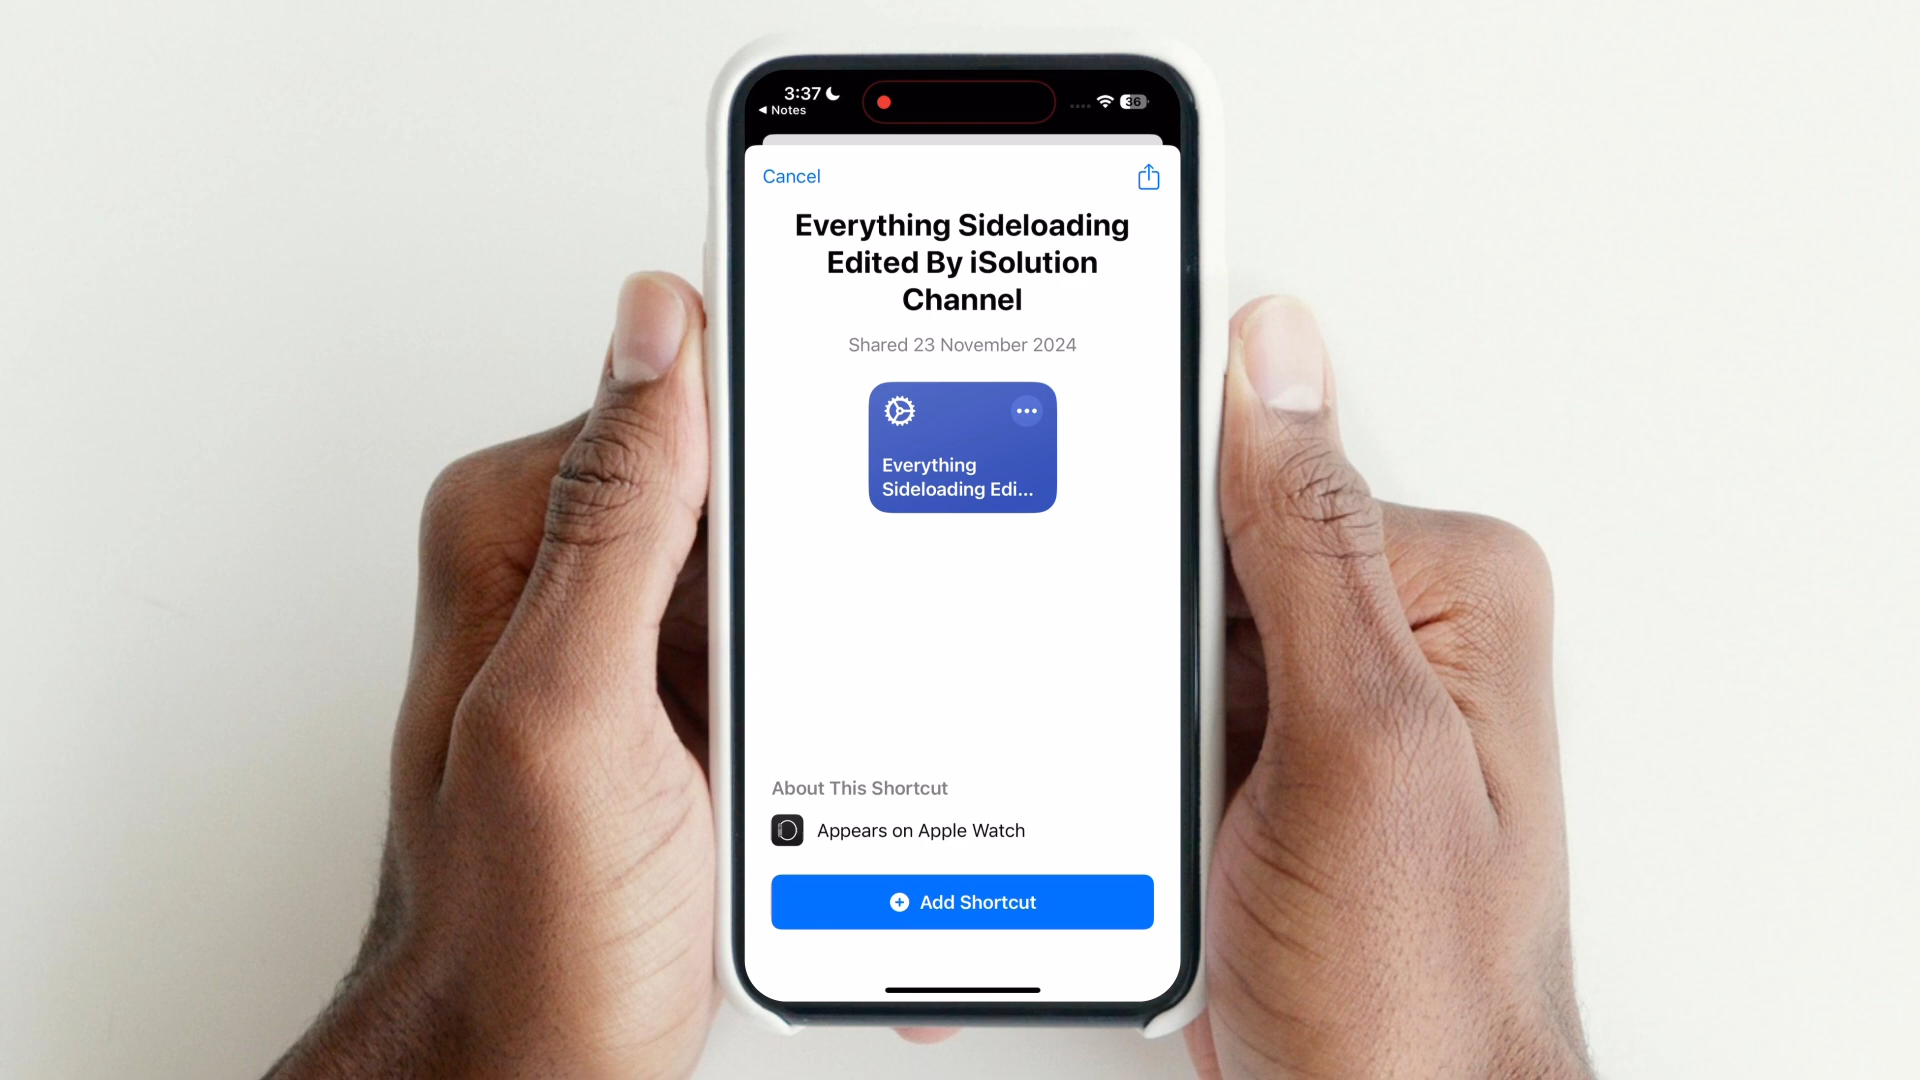 3:37
◀ Notes
36
Cancel
Everything Sideloading
Edited By iSolution
Channel
Shared 23 November 2024
Everything
Sideloading Edi...
About This Shortcut
Appears on Apple Watch
Add Shortcut